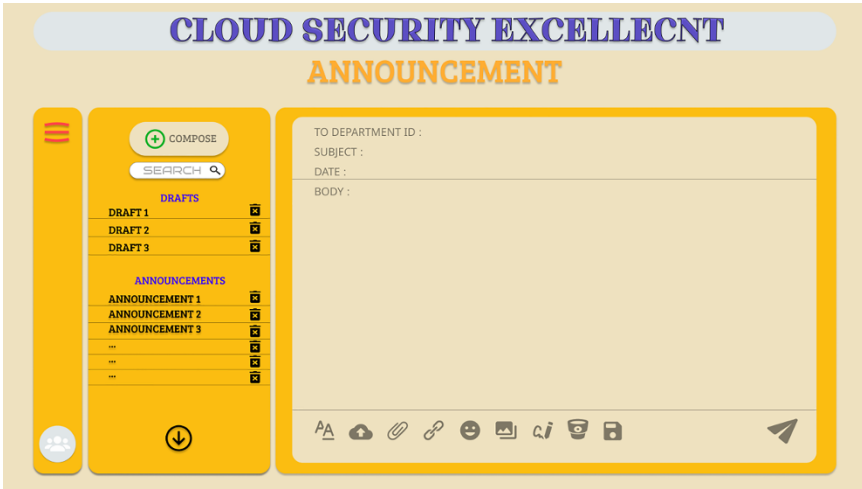 CLOUD SECURITY EXCELLECNT
ANNOUNCEMENT
COMPOSE
SEARCH
DRAFTS
DRAFT 1
DRAFT 2
DRAFT 3
ANNOUNCEMENTS
ANNOUNCEMENT 1
ANNOUNCEMENT 2
ANNOUNCEMENT 3
...
...
...
TO DEPARTMENT ID :
SUBJECT :
DATE :
BODY :
AA